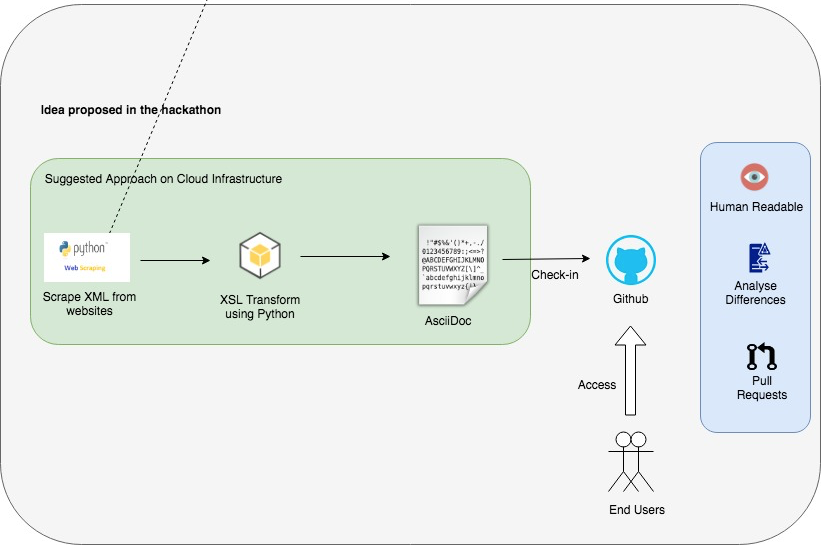 Idea proposed in the hackathon
Suggested Approach on Cloud Infrastructure
python
Web Scraping
Scrape XML from
websites
XSL Transform
using Python
!"#$%&'()*+,-./
0123456789:;<=>?
@ABCDEFGHIJKLMNO
PQRSTUVWXYZ[\]^_
`abcdefghijklmno
pqrstuvwxyz{|}
AsciiDoc
Check-in
Github
Access
End Users
Human Readable
Analyse
Differences
Pull
Requests